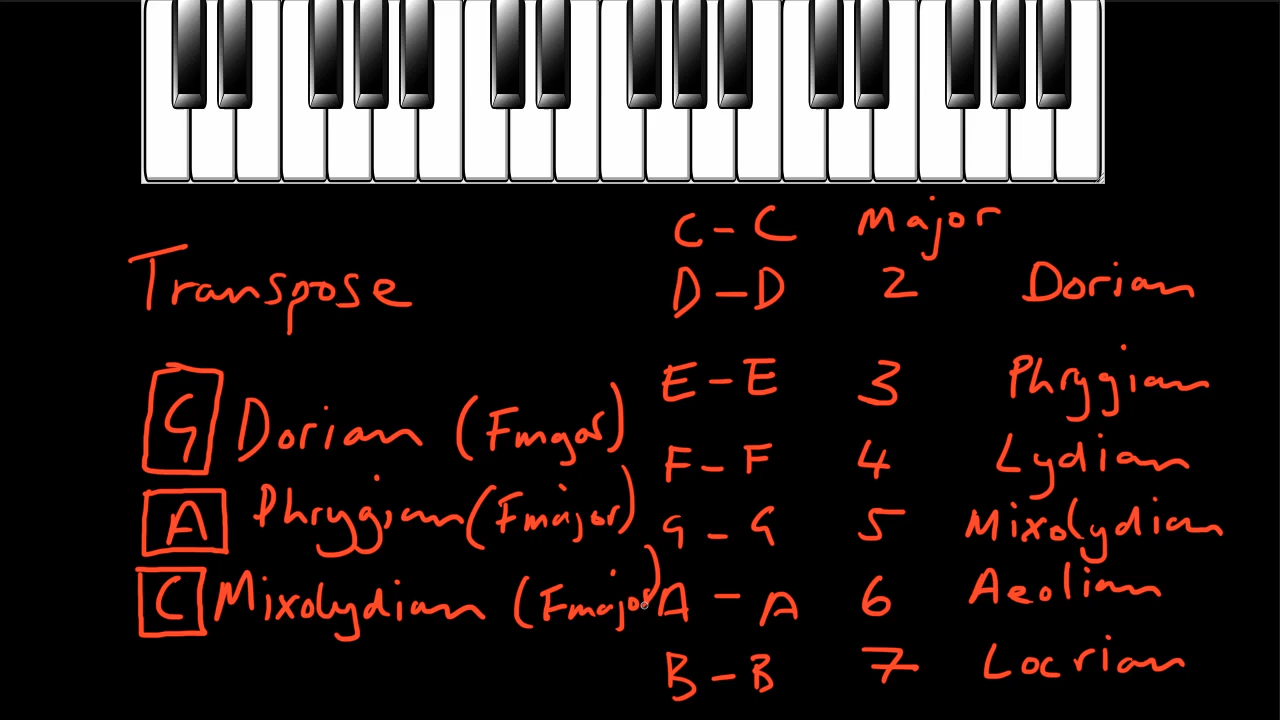 C - C Major
D - D 2 Dorian
Transpose
E - E 3 Phrygian
G Dorian (Fmajor)
F - F 4 Lydian
A Phrygian (Fmajor)
G - G 5 Mixolydian
C Mixolydian (Fmajor)
A - A 6 Aeolian
B - B 7 Locrian